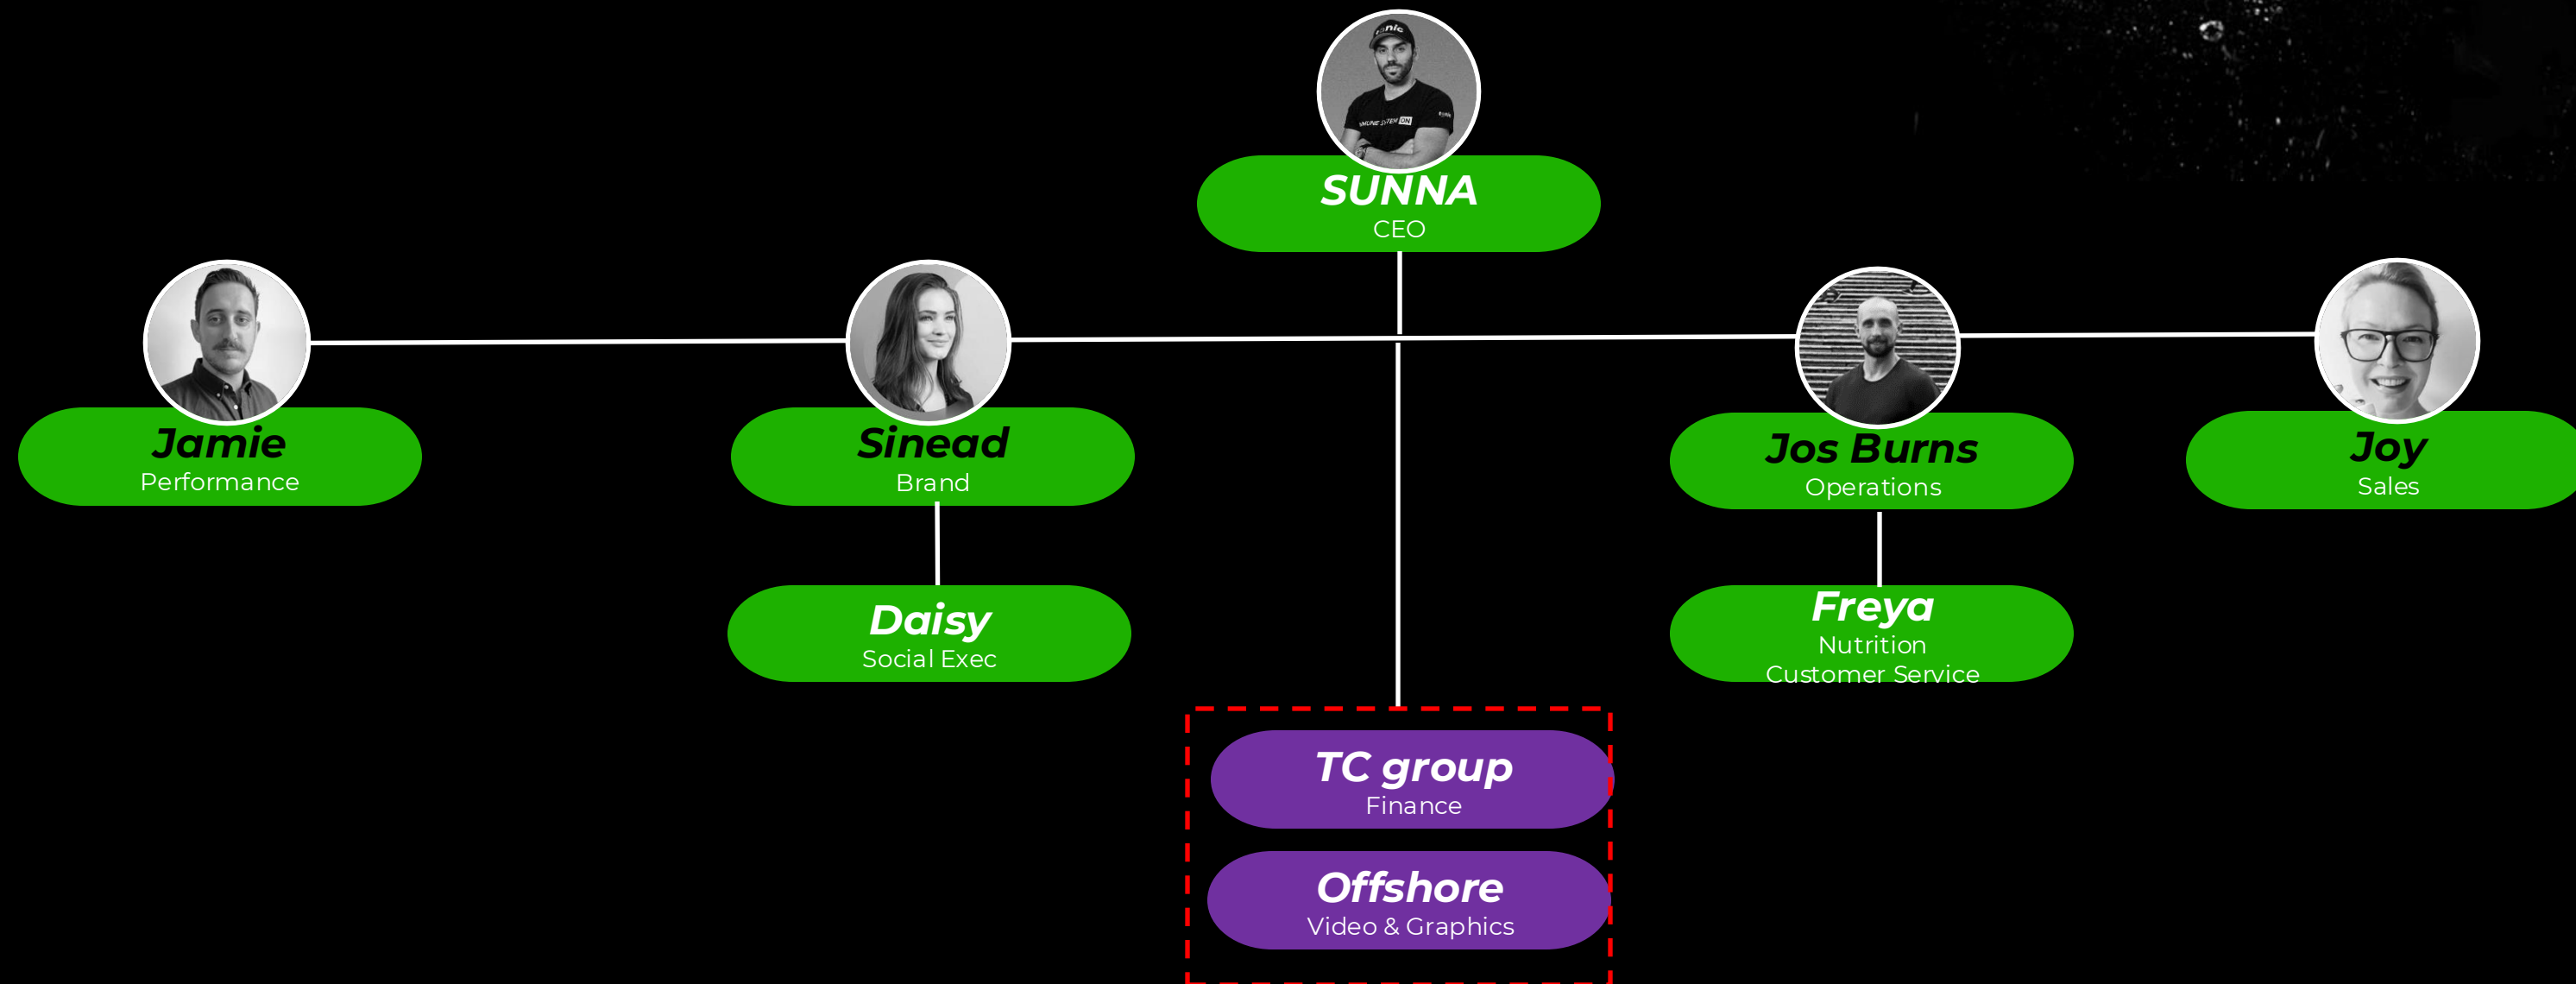 SUNNA
CEO
Jamie
Performance
Sinead
Brand
Jos Burns
Operations
Joy
Sales
Daisy
Social Exec
Freya
Nutrition
Customer Service
TC group
Finance
Offshore
Video & Graphics